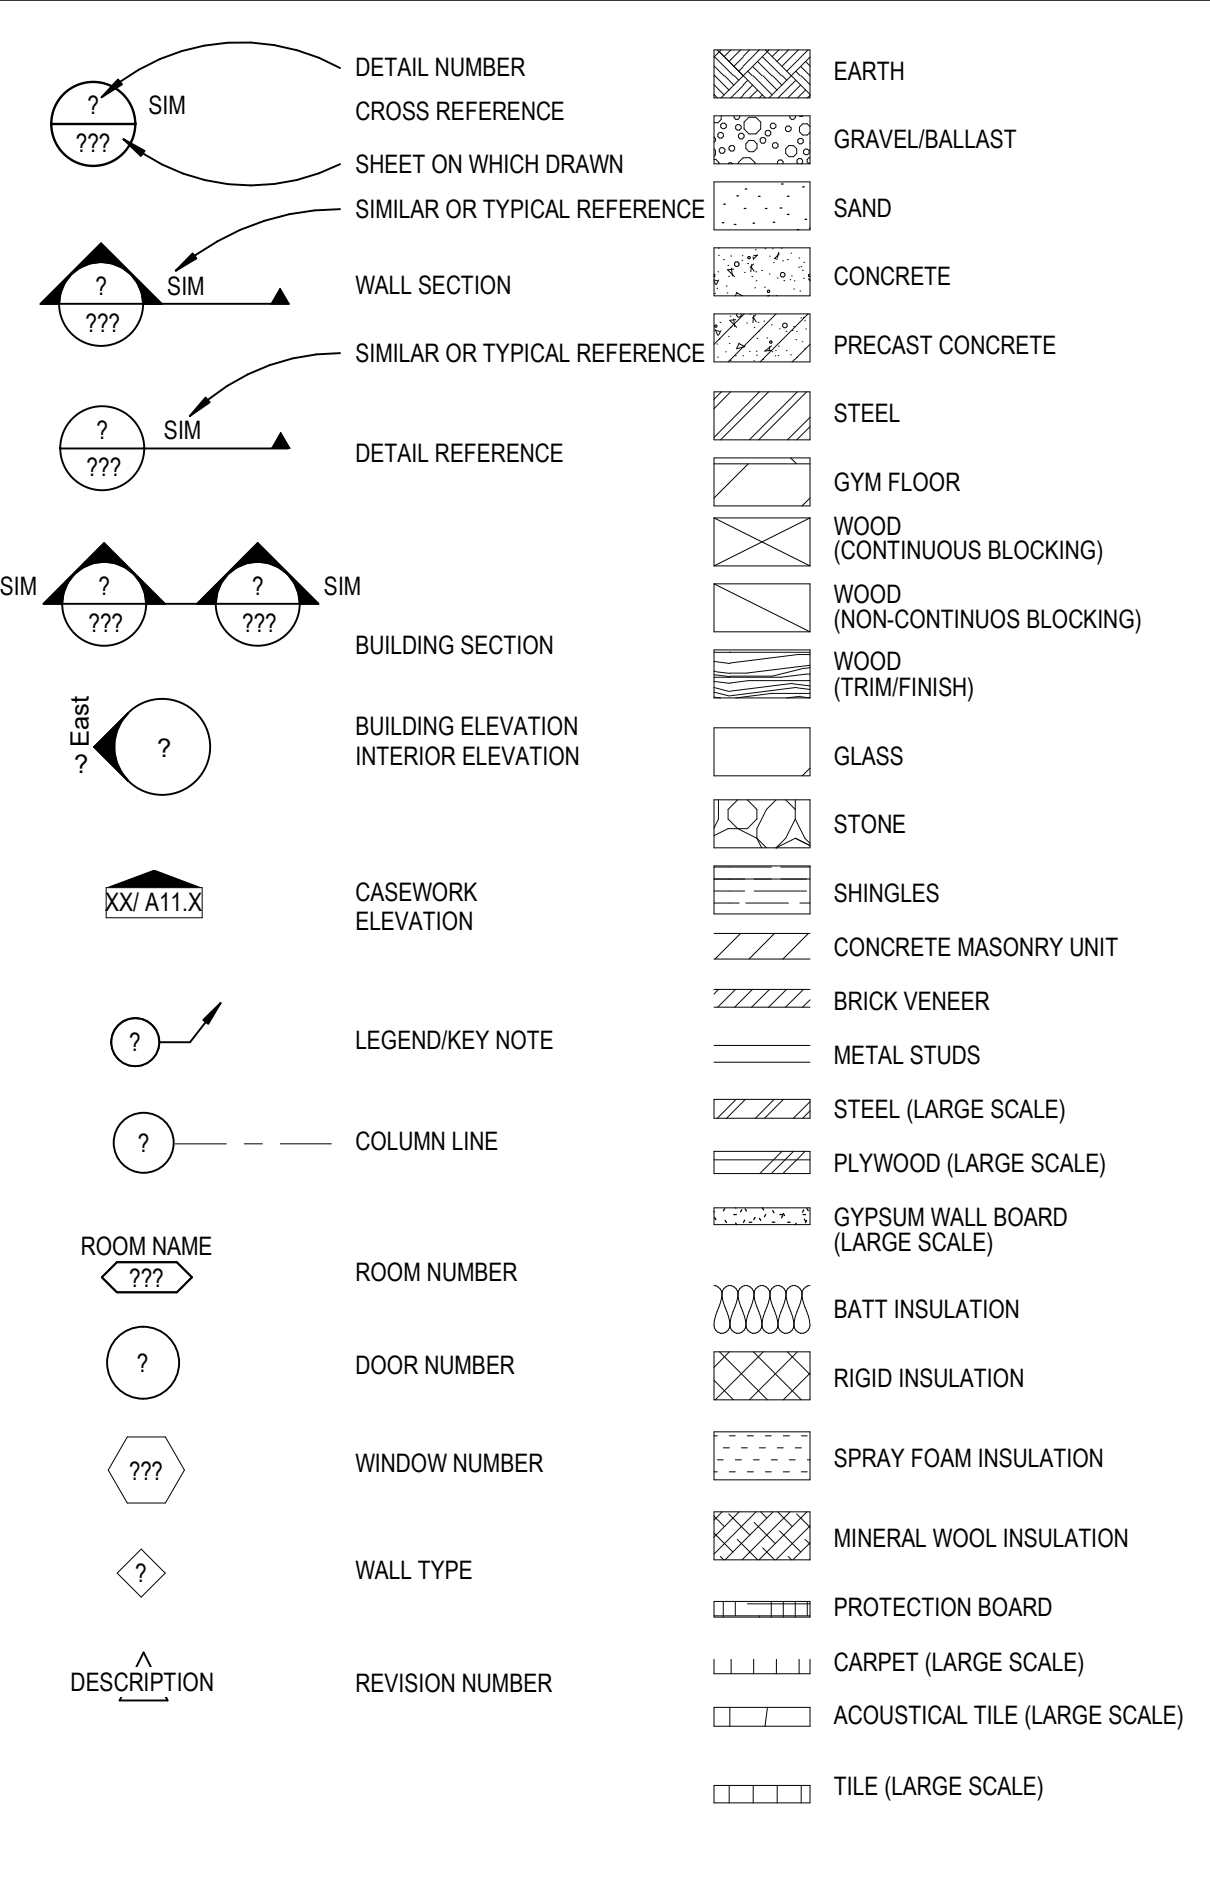 DETAIL NUMBER
?
SIM
CROSS REFERENCE
???
SHEET ON WHICH DRAWN
SIMILAR OR TYPICAL REFERENCE
?
SIM
WALL SECTION
???
SIMILAR OR TYPICAL REFERENCE
?
SIM
DETAIL REFERENCE
???
SIM
?
?
SIM
???
???
BUILDING SECTION
? East
?
BUILDING ELEVATION
INTERIOR ELEVATION
XX/ A11.X
CASEWORK
ELEVATION
?
LEGEND/KEY NOTE
?
COLUMN LINE
ROOM NAME
???
ROOM NUMBER
?
DOOR NUMBER
???
WINDOW NUMBER
?
WALL TYPE
DESCRIPTION
REVISION NUMBER
EARTH
GRAVEL/BALLAST
SAND
CONCRETE
PRECAST CONCRETE
STEEL
GYM FLOOR
WOOD
(CONTINUOUS BLOCKING)
WOOD
(NON-CONTINUOS BLOCKING)
WOOD
(TRIM/FINISH)
GLASS
STONE
SHINGLES
CONCRETE MASONRY UNIT
BRICK VENEER
METAL STUDS
STEEL (LARGE SCALE)
PLYWOOD (LARGE SCALE)
GYPSUM WALL BOARD
(LARGE SCALE)
BATT INSULATION
RIGID INSULATION
SPRAY FOAM INSULATION
MINERAL WOOL INSULATION
PROTECTION BOARD
CARPET (LARGE SCALE)
ACOUSTICAL TILE (LARGE SCALE)
TILE (LARGE SCALE)